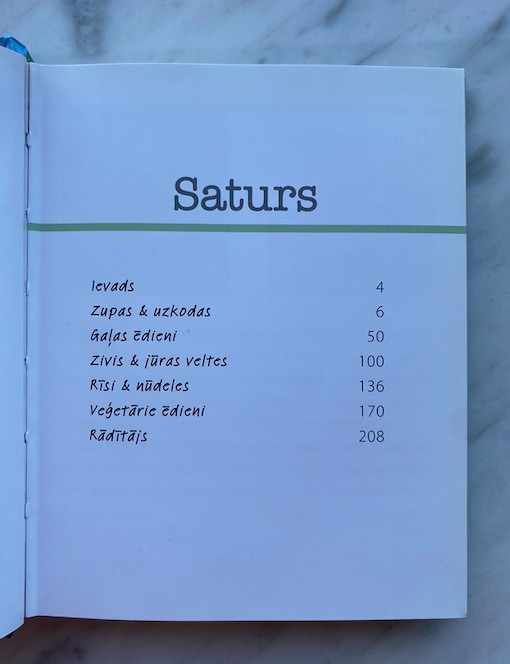 Saturs
Ievads 4
Zupas & uzkodas 6
Gaļas ēdieni 50
Zivis & jūras veltes 100
Rīsi & nūdeles 136
Veģetārie ēdieni 170
Rādītājs 208